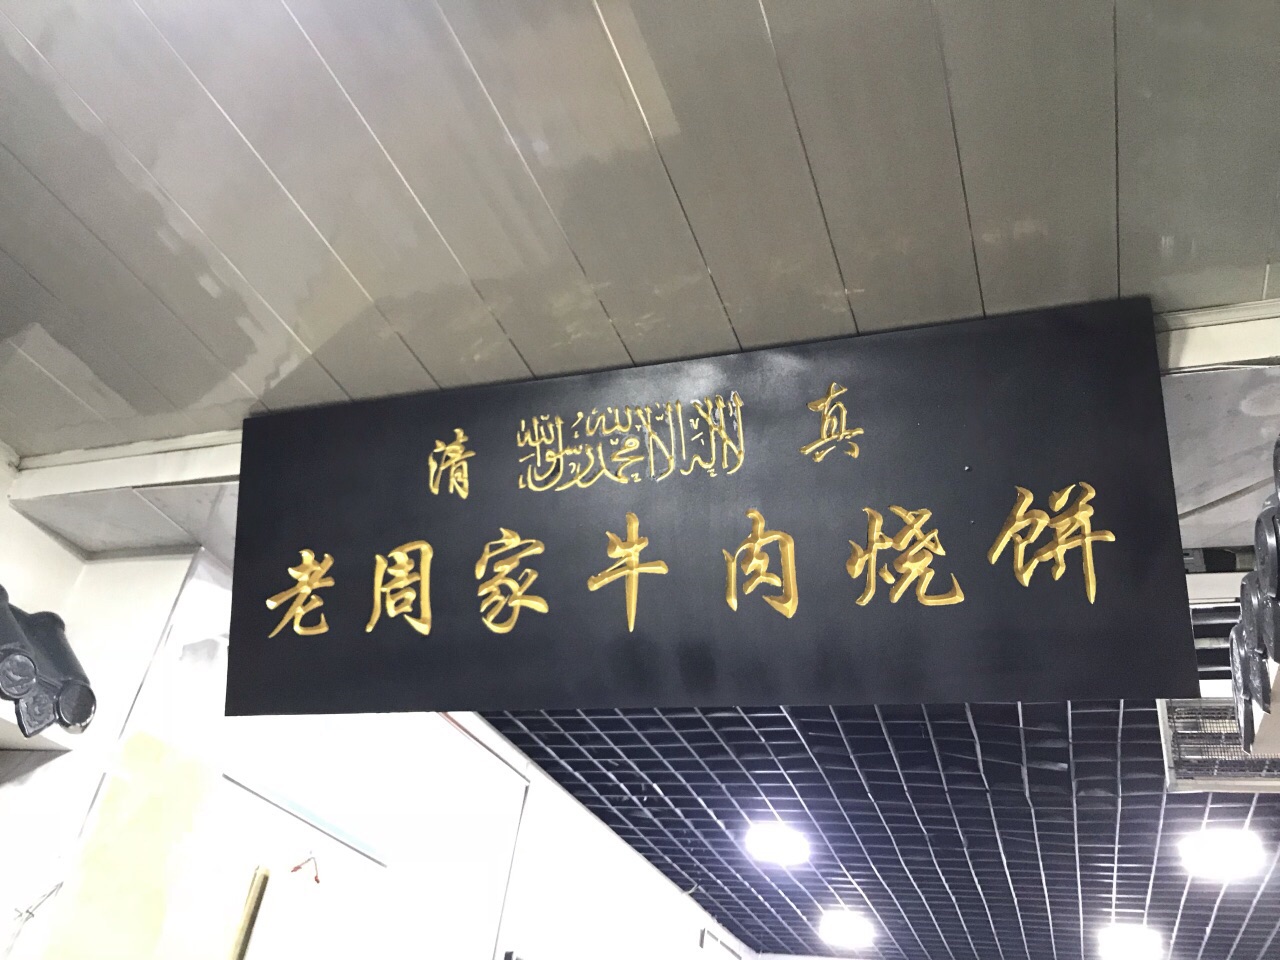 清 لا إله إلا الله محمد رسول الله 真
老周家牛肉烧饼